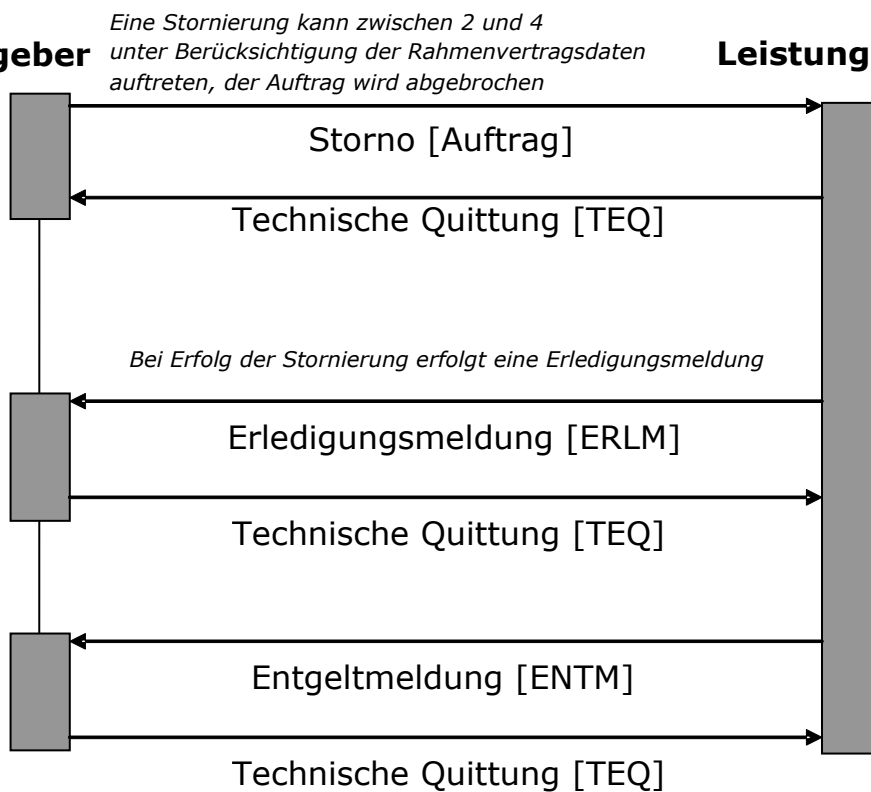 Eine Stornierung kann zwischen 2 und 4
geber unter Berücksichtigung der Rahmenvertragsdaten Leistung
auftreten, der Auftrag wird abgebrochen
Storno [Auftrag]
Technische Quittung [TEQ]
Bei Erfolg der Stornierung erfolgt eine Erledigungsmeldung
Erledigungsmeldung [ERLM]
Technische Quittung [TEQ]
Entgeltmeldung [ENTM]
Technische Quittung [TEQ]